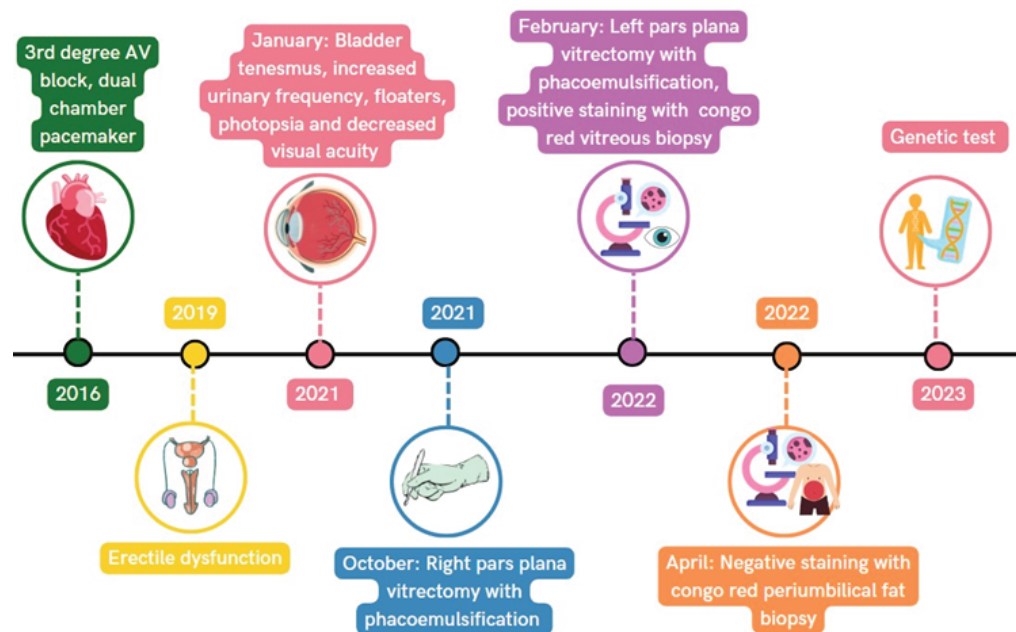 3rd degree AV
block, dual
chamber
pacemaker
2016
2019
Erectile dysfunction
January: Bladder
tenesmus, increased
urinary frequency, floaters,
photopsia and decreased
visual acuity
2021
2021
October: Right pars plana
vitrectomy with
phacoemulsification
February: Left pars plana
vitrectomy with
phacoemulsification,
positive staining with congo
red vitreous biopsy
2022
2022
April: Negative staining with
congo red periumbilical fat
biopsy
Genetic test
2023